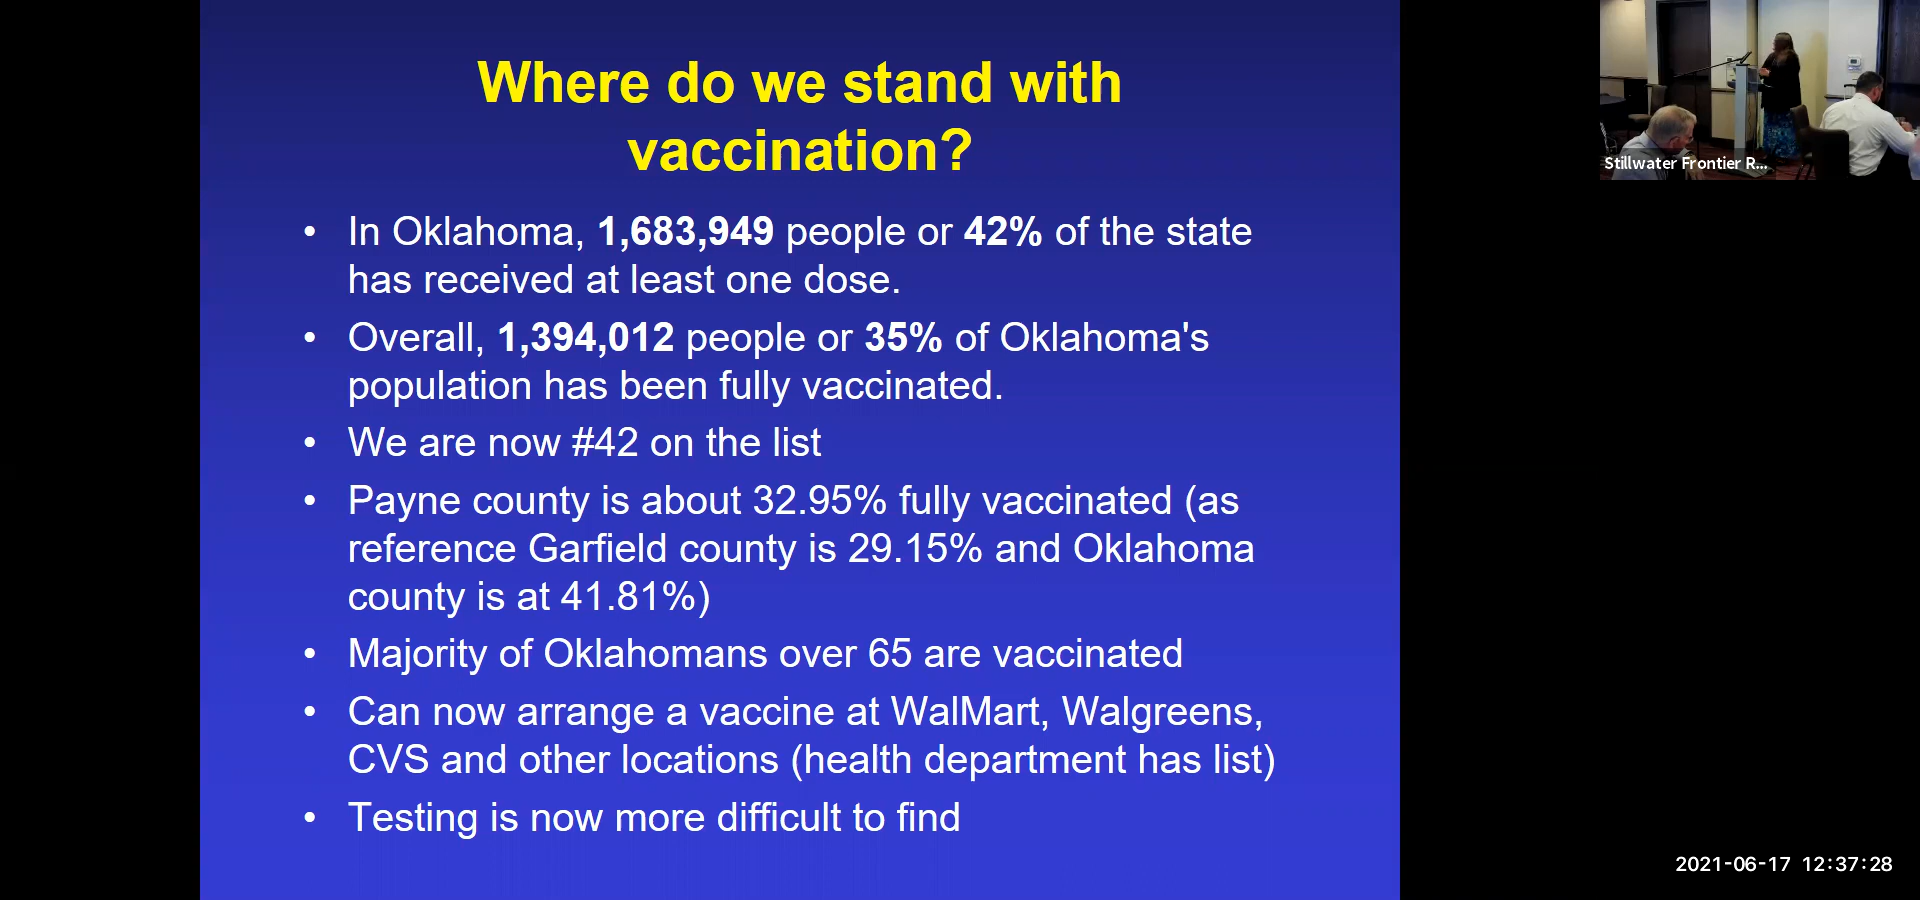 Where do we stand with
vaccination?
• In Oklahoma, 1,683,949 people or 42% of the state
has received at least one dose.
• Overall, 1,394,012 people or 35% of Oklahoma's
population has been fully vaccinated.
• We are now #42 on the list
• Payne county is about 32.95% fully vaccinated (as
reference Garfield county is 29.15% and Oklahoma
county is at 41.81%)
• Majority of Oklahomans over 65 are vaccinated
• Can now arrange a vaccine at WalMart, Walgreens,
CVS and other locations (health department has list)
• Testing is now more difficult to find
Stillwater Frontier R...
2021-06-17 12:37:28